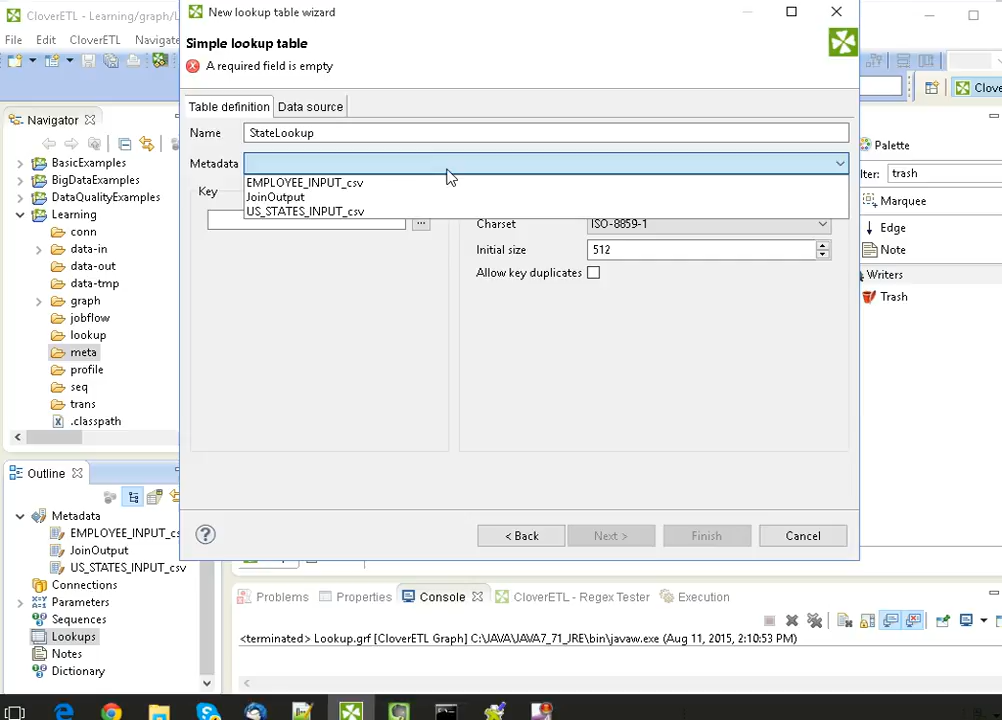 CloverETL - Learning/graph/L
File Edit CloverETL Navigate
New lookup table wizard
Simple lookup table
A required field is empty
Table definition
Data source
Name
StateLookup
Metadata
EMPLOYEE_INPUT_csv
JoinOutput
US_STATES_INPUT_csv
Key
...
Charset
ISO-8859-1
Initial size
512
Allow key duplicates
< Back
Next >
Finish
Cancel
Navigator
BasicExamples
BigDataExamples
DataQualityExamples
Learning
conn
data-in
data-out
data-tmp
graph
jobflow
lookup
meta
profile
seq
trans
.classpath
Outline
Metadata
EMPLOYEE_INPUT_cs
JoinOutput
US_STATES_INPUT_csv
Connections
Parameters
Sequences
Lookups
Notes
Dictionary
Clove
Palette
lter:
trash
Marquee
Edge
Note
Writers
Trash
Problems
Properties
Console
CloverETL - Regex Tester
Execution
<terminated> Lookup.grf [CloverETL Graph] C:\JAVA\JAVA7_71_JRE\bin\javaw.exe (Aug 11, 2015, 2:10:53 PM)